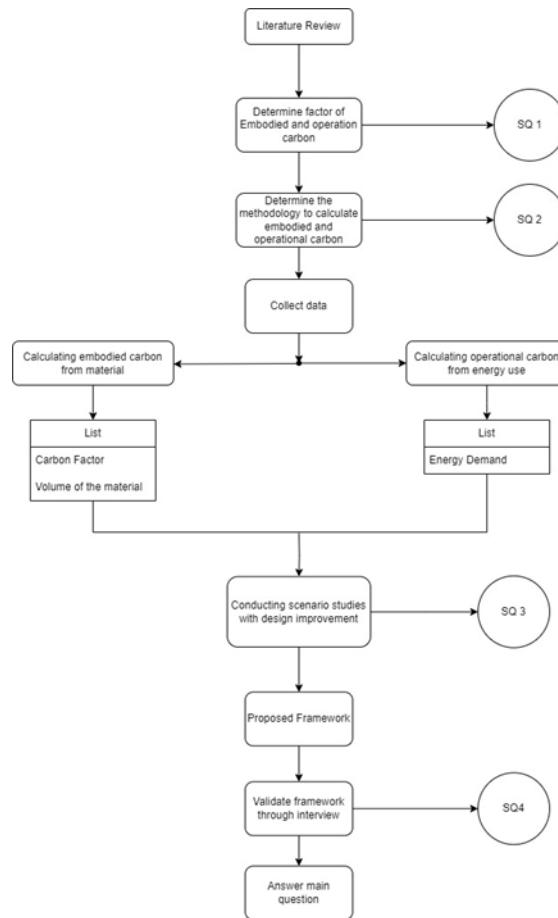 Literature Review
Determine factor of
Embodied and operation
carbon
SQ 1
Determine the
methodology to calculate
embodied and
operational carbon
SQ 2
Collect data
Calculating embodied carbon
from material
Calculating operational carbon
from energy use
List
Carbon Factor
Volume of the material
List
Energy Demand
Conducting scenario studies
with design improvement
SQ 3
Proposed Framework
Validate framework
through interview
SQ4
Answer main
question